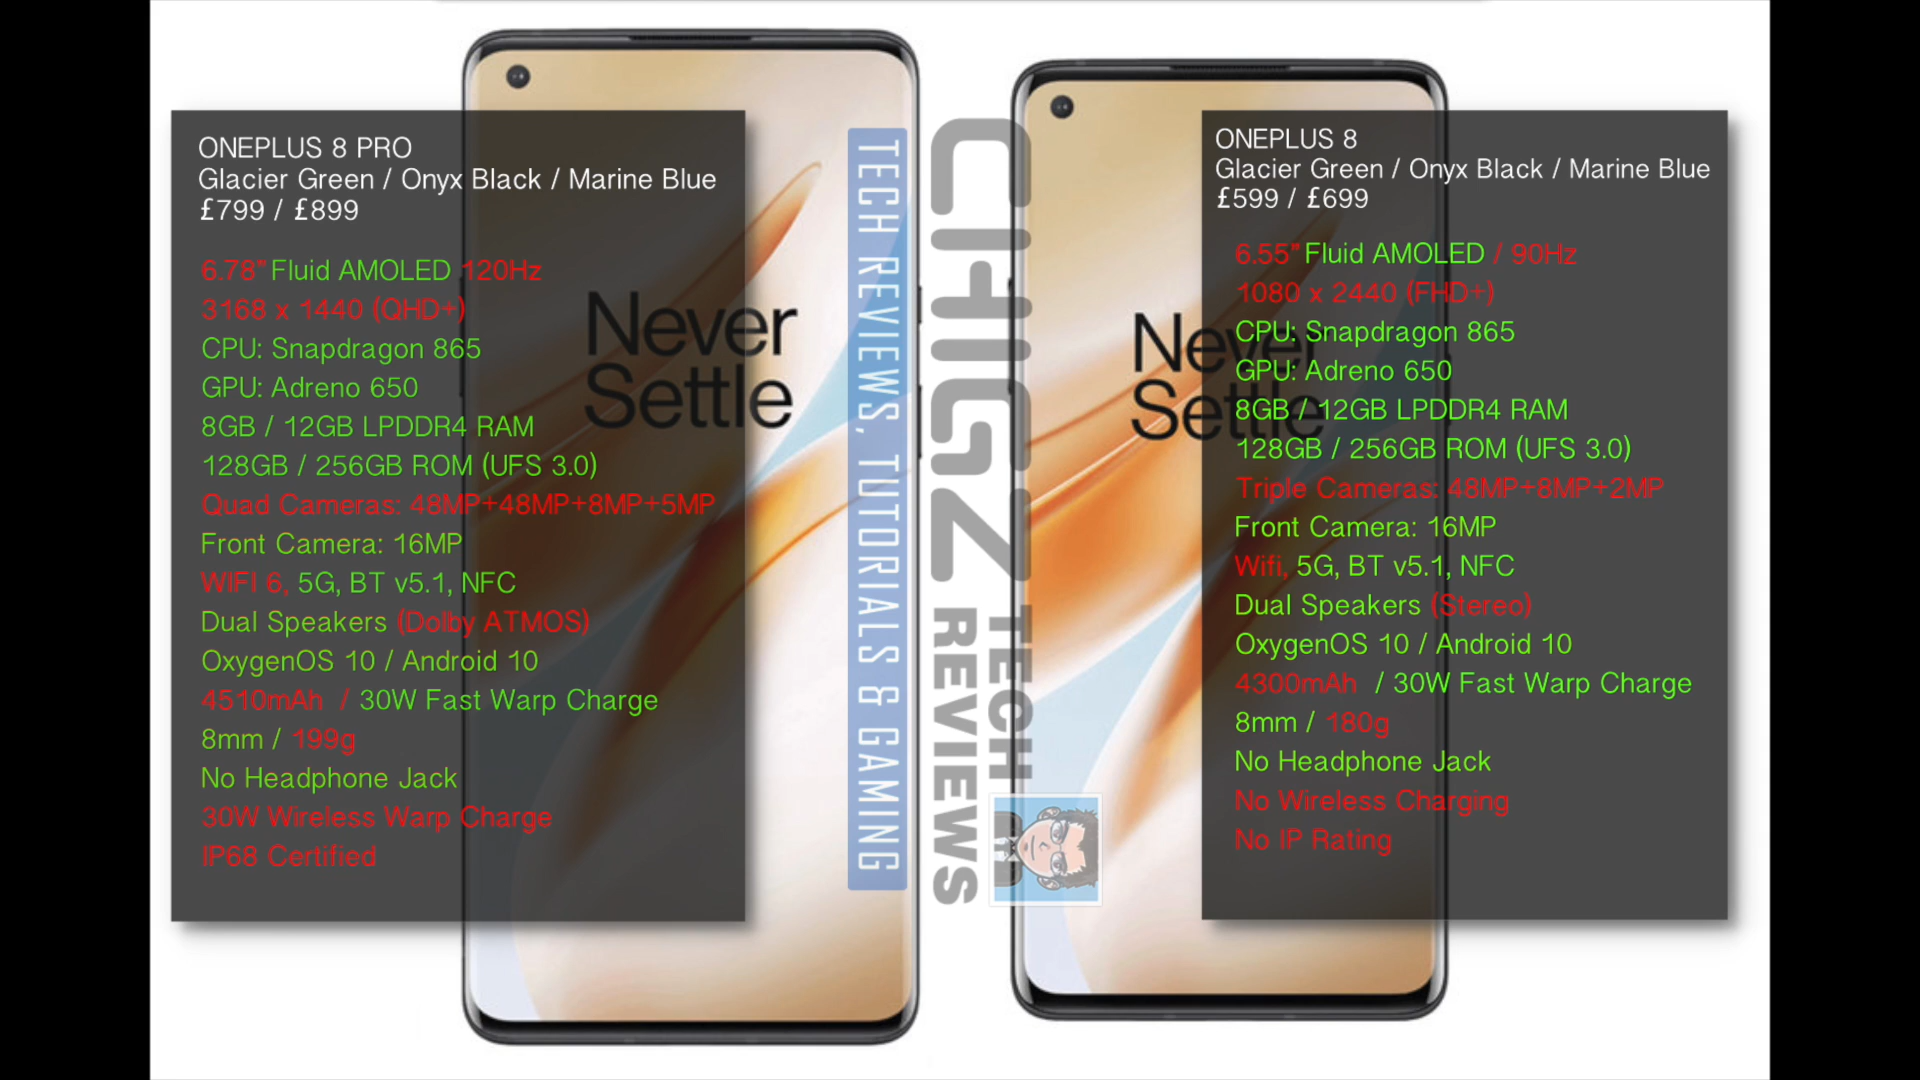 ONEPLUS 8 PRO
Glacier Green / Onyx Black / Marine Blue
£799 / £899
6.78" Fluid AMOLED 120Hz
3168 x 1440 (QHD+)
CPU: Snapdragon 865
GPU: Adreno 650
8GB / 12GB LPDDR4 RAM
128GB / 256GB ROM (UFS 3.0)
Quad Cameras: 48MP+48MP+8MP+5MP
Front Camera: 16MP
WIFI 6, 5G, BT v5.1, NFC
Dual Speakers (Dolby ATMOS)
OxygenOS 10 / Android 10
4510mAh / 30W Fast Warp Charge
8mm / 199g
No Headphone Jack
30W Wireless Warp Charge
IP68 Certified
Never
Settle
TECH REVIEWS, TUTORIALS & GAMING
CHIGZ
TECH
REVIEWS
Never
Settle
ONEPLUS 8
Glacier Green / Onyx Black / Marine Blue
£599 / £699
6.55" Fluid AMOLED / 90Hz
1080 x 2440 (FHD+)
CPU: Snapdragon 865
GPU: Adreno 650
8GB / 12GB LPDDR4 RAM
128GB / 256GB ROM (UFS 3.0)
Triple Cameras: 48MP+8MP+2MP
Front Camera: 16MP
Wifi, 5G, BT v5.1, NFC
Dual Speakers (Stereo)
OxygenOS 10 / Android 10
4300mAh / 30W Fast Warp Charge
8mm / 180g
No Headphone Jack
No Wireless Charging
No IP Rating